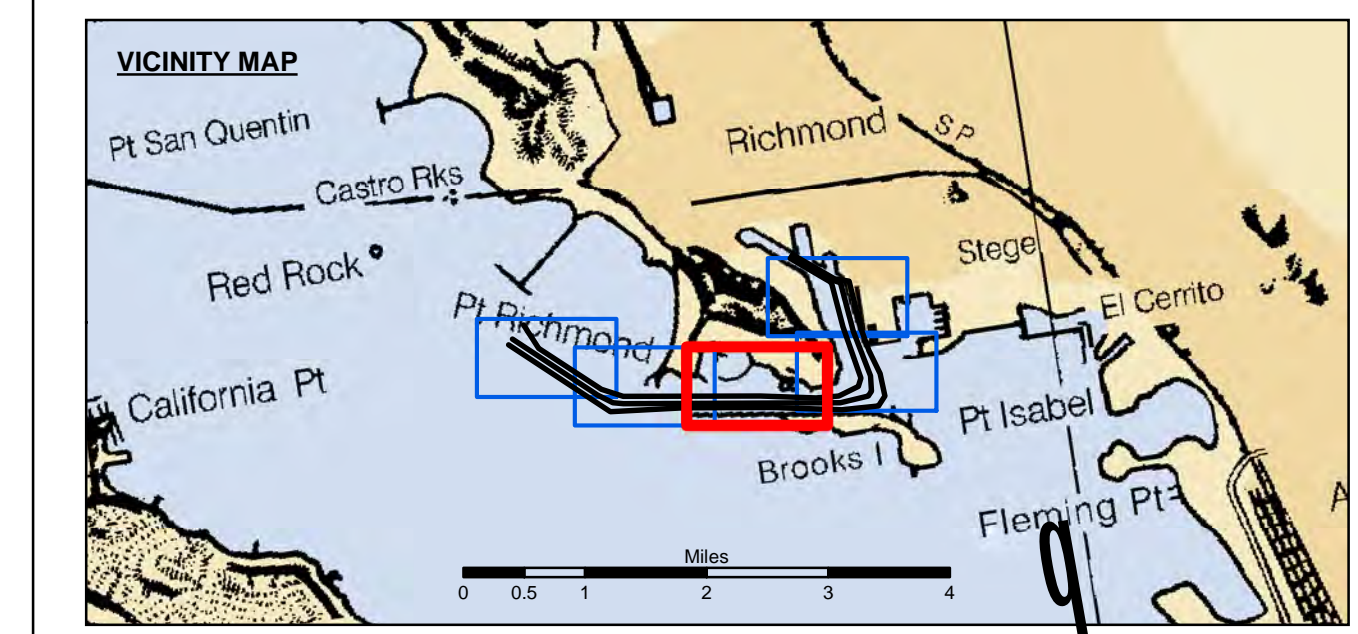 VICINITY MAP
Pt San Quentin
Richmond
SP
Castro Rks
Stege
Red Rock
El Cerrito
Pt Richmond
California Pt
Pt Isabel
Brooks I
Fleming Pt
A
Miles
0 0.5 1 2 3 4